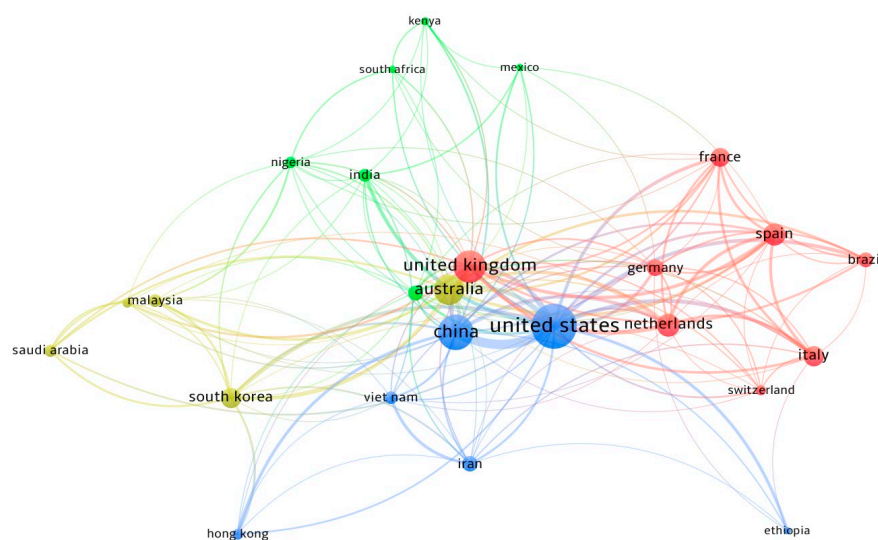 kenya
south africa
mexico
nigeria
india
france
spain
united kingdom
germany
brazi
australia
malaysia
china
united states
netherlands
saudi arabia
italy
south korea
viet nam
switzerland
iran
hong kong
ethiopia